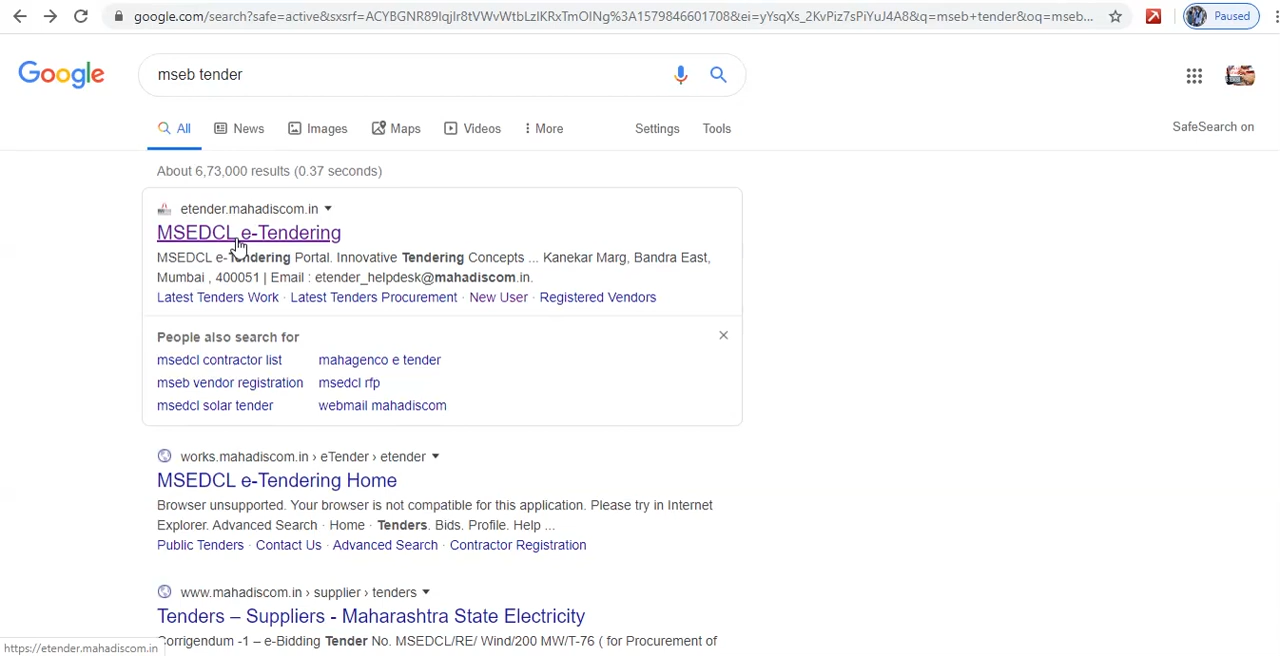 google.com/search?safe=active&sxsrf=ACYBGNR89Iqjlr8tVWvWtbLzlKRxTmOINg%3A1579846601708&ei=yYsqXs_2KvPiz7sPiYuJ4A8&q=mseb+tender&oq=mseb...
Paused
Google
mseb tender
All News Images Maps Videos More Settings Tools
SafeSearch on
About 6,73,000 results (0.37 seconds)
etender.mahadiscom.in
MSEDCL e-Tendering
MSEDCL e-Tendering Portal. Innovative Tendering Concepts ... Kanekar Marg, Bandra East,
Mumbai , 400051 | Email : etender_helpdesk@mahadiscom.in.
Latest Tenders Work · Latest Tenders Procurement · New User · Registered Vendors
People also search for
msedcl contractor list mahagenco e tender
mseb vendor registration msedcl rfp
msedcl solar tender webmail mahadiscom
works.mahadiscom.in › eTender › etender
MSEDCL e-Tendering Home
Browser unsupported. Your browser is not compatible for this application. Please try in Internet
Explorer. Advanced Search · Home · Tenders. Bids. Profile. Help ...
Public Tenders · Contact Us · Advanced Search · Contractor Registration
www.mahadiscom.in › supplier › tenders
Tenders – Suppliers - Maharashtra State Electricity
Corrigendum -1 – e-Bidding Tender No. MSEDCL/RE/ Wind/200 MW/T-76 ( for Procurement of
https://etender.mahadiscom.in